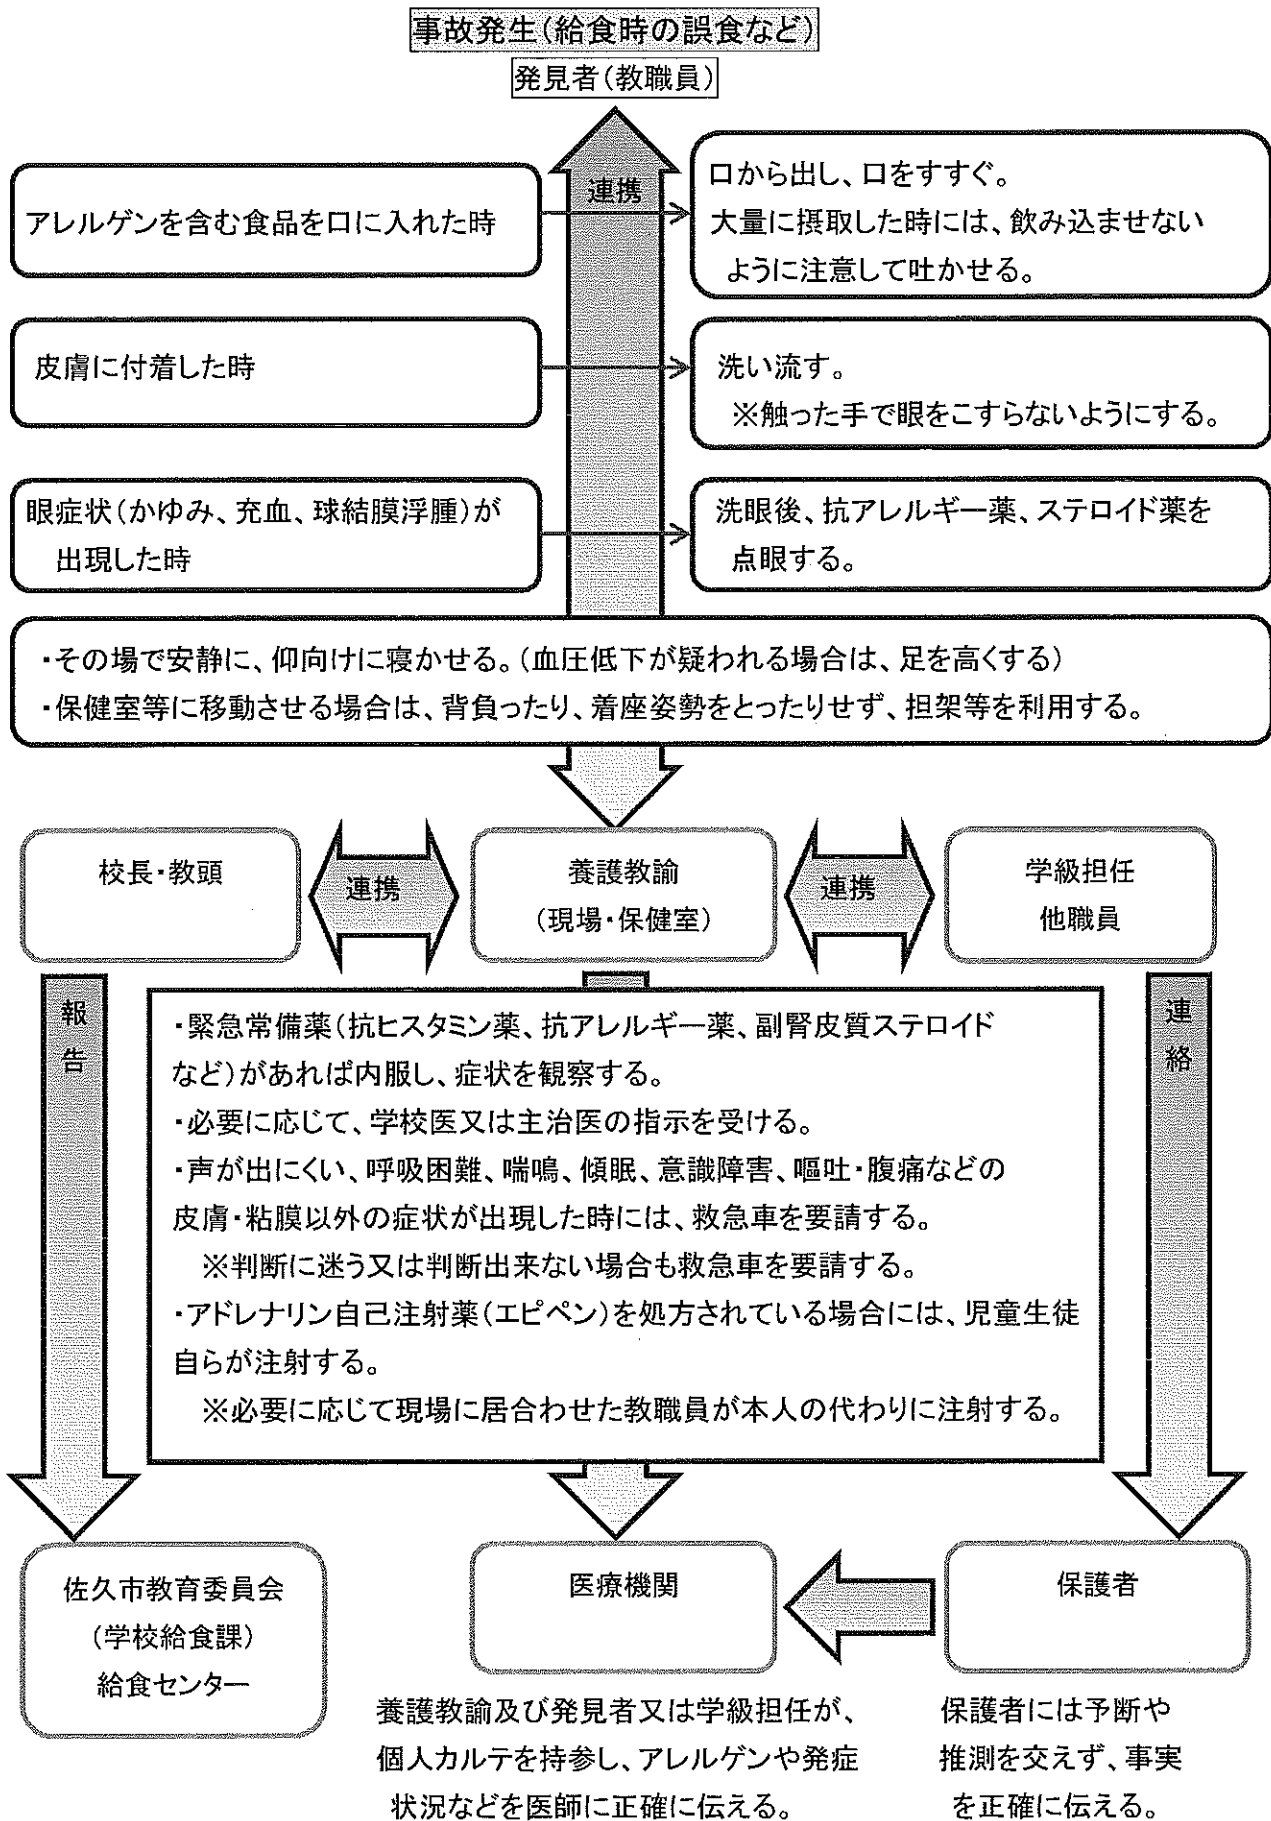 事故発生(給食時の誤食など)
発見者(教職員)
連携
アレルゲンを含む食品を口に入れた時
口から出し、口をすすぐ。
大量に摂取した時には、飲み込ませない
ように注意して吐かせる。
皮膚に付着した時
洗い流す。
※触った手で眼をこすらないようにする。
眼症状(かゆみ、充血、球結膜浮腫)が
出現した時
洗眼後、抗アレルギー薬、ステロイド薬を
点眼する。
・その場で安静に、仰向けに寝かせる。(血圧低下が疑われる場合は、足を高くする)
・保健室等に移動させる場合は、背負ったり、着座姿勢をとったりせず、担架等を利用する。
校長・教頭
連携
養護教諭
(現場・保健室)
連携
学級担任
他職員
報告
・緊急常備薬(抗ヒスタミン薬、抗アレルギー薬、副腎皮質ステロイド
など)があれば内服し、症状を観察する。
・必要に応じて、学校医又は主治医の指示を受ける。
・声が出にくい、呼吸困難、喘鳴、傾眠、意識障害、嘔吐・腹痛などの
皮膚・粘膜以外の症状が出現した時には、救急車を要請する。
※判断に迷う又は判断出来ない場合も救急車を要請する。
・アドレナリン自己注射薬(エピペン)を処方されている場合には、児童生徒
自らが注射する。
※必要に応じて現場に居合わせた教職員が本人の代わりに注射する。
連絡
佐久市教育委員会
(学校給食課)
給食センター
医療機関
保護者
養護教諭及び発見者又は学級担任が、
個人カルテを持参し、アレルゲンや発症
状況などを医師に正確に伝える。
保護者には予断や
推測を交えず、事実
を正確に伝える。